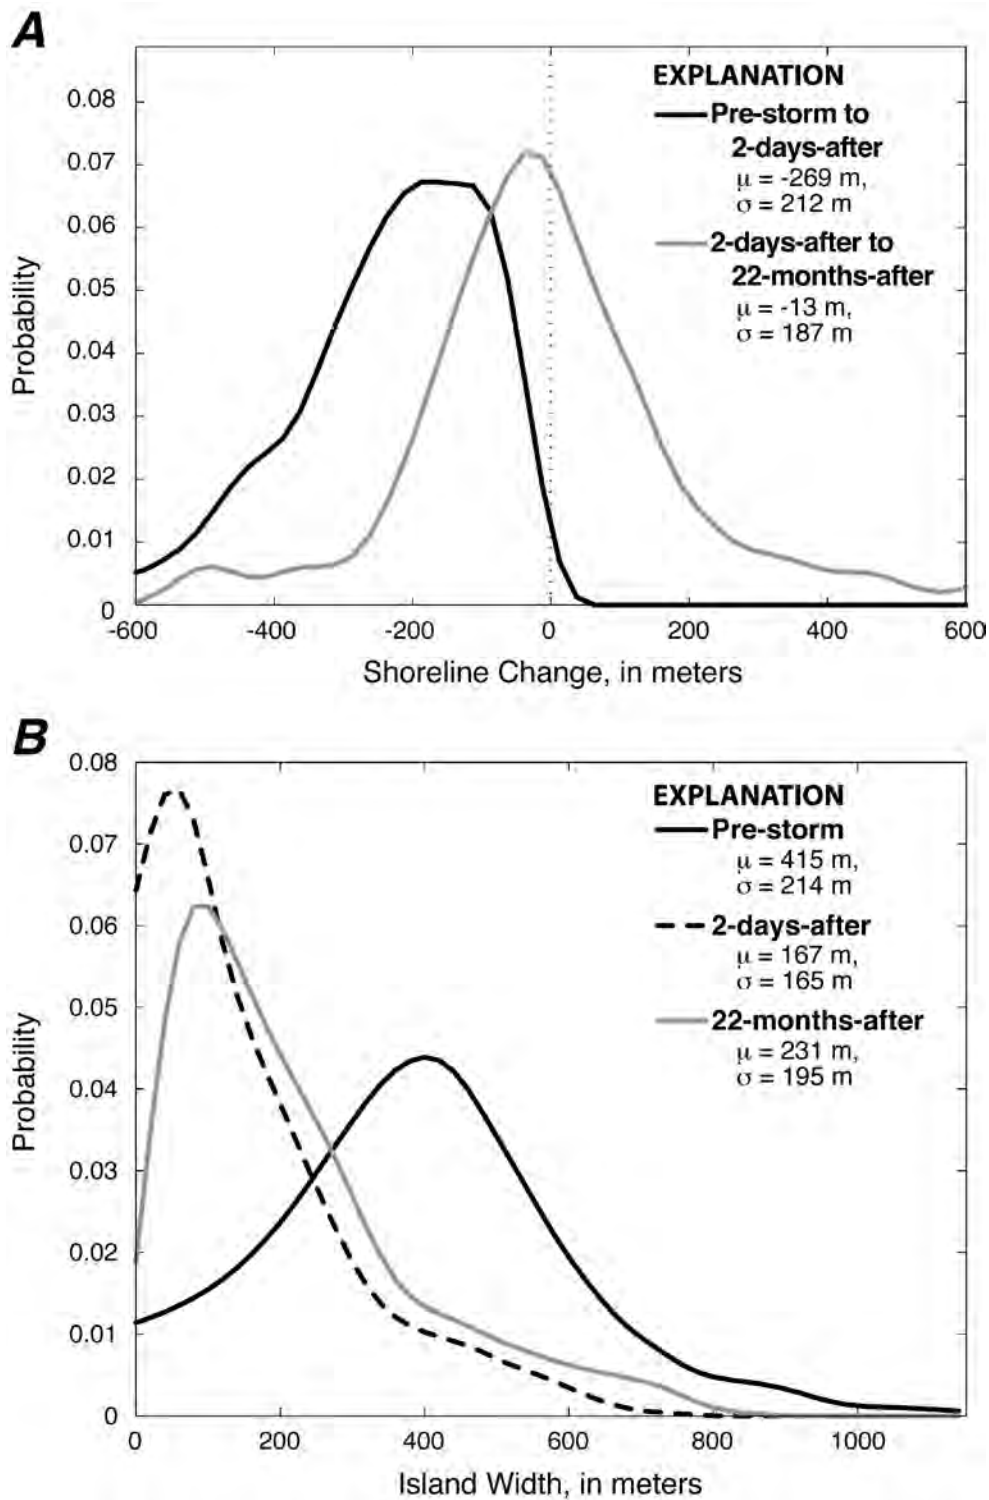 A
EXPLANATION
Pre-storm to
2-days-after
μ = -269 m,
σ = 212 m
2-days-after to
22-months-after
μ = -13 m,
σ = 187 m
0.08
0.07
0.06
0.05
0.04
0.03
0.02
0.01
0
Probability
-600 -400 -200 0 200 400 600
Shoreline Change, in meters
B
EXPLANATION
Pre-storm
μ = 415 m,
σ = 214 m
2-days-after
μ = 167 m,
σ = 165 m
22-months-after
μ = 231 m,
σ = 195 m
0.08
0.07
0.06
0.05
0.04
0.03
0.02
0.01
0
Probability
0 200 400 600 800 1000
Island Width, in meters